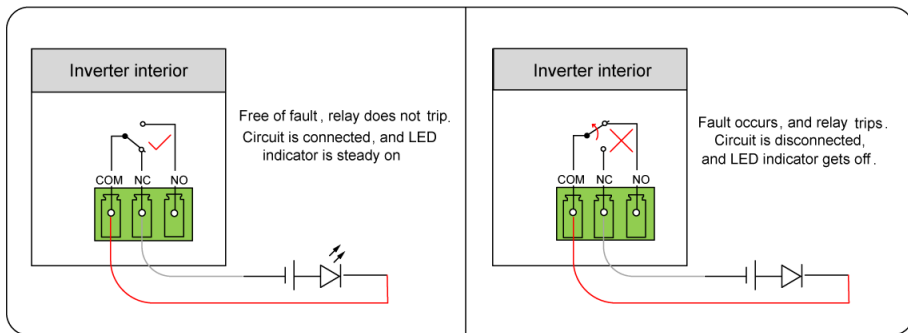 Inverter interior
Free of fault, relay does not trip.
Circuit is connected, and LED
indicator is steady on
COM NC NO
Inverter interior
Fault occurs, and relay trips.
Circuit is disconnected,
and LED indicator gets off.
COM NC NO